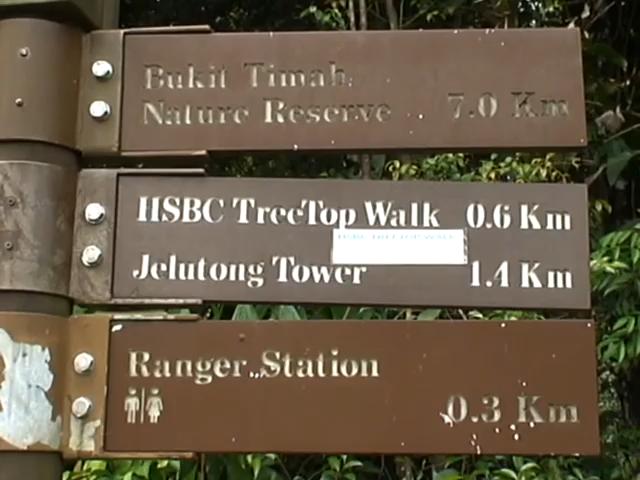 Bukit Timah
Nature Reserve 7.0 Km
HSBC TreeTop Walk 0.6 Km
Jelutong Tower 1.4 Km
Ranger Station
0.3 Km